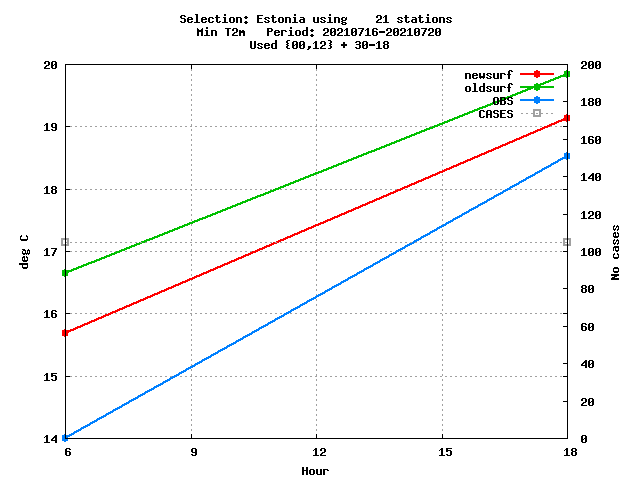 Selection: Estonia using    21 stations
Min T2m   Period: 20210716-20210720
Used {00,12} + 30-18
newsurf
oldsurf
OBS
CASES
20
19
18
17
16
15
14
200
180
160
140
120
100
80
60
40
20
0
deg C
No cases
6 9 12 15 18
Hour